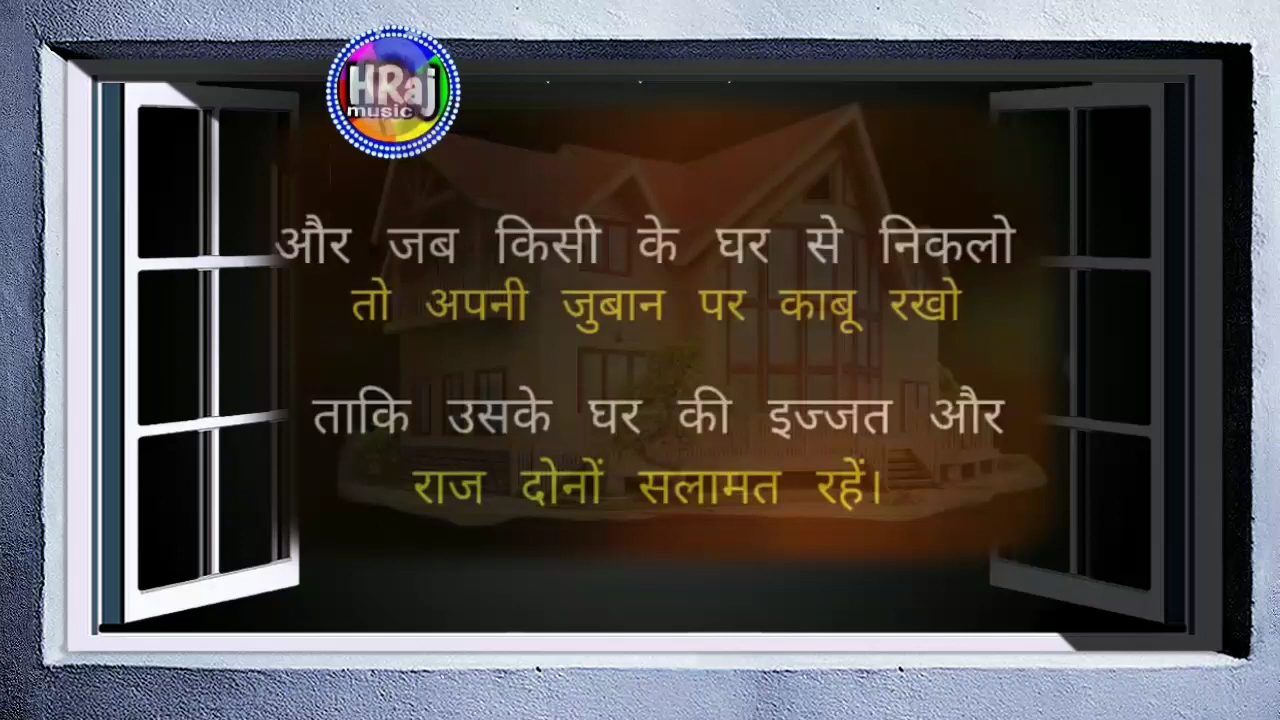 HRaj
music
और जब किसी के घर से निकलो
तो अपनी जुबान पर काबू रखो
ताकि उसके घर की इज्जत और
राज दोनों सलामत रहें।